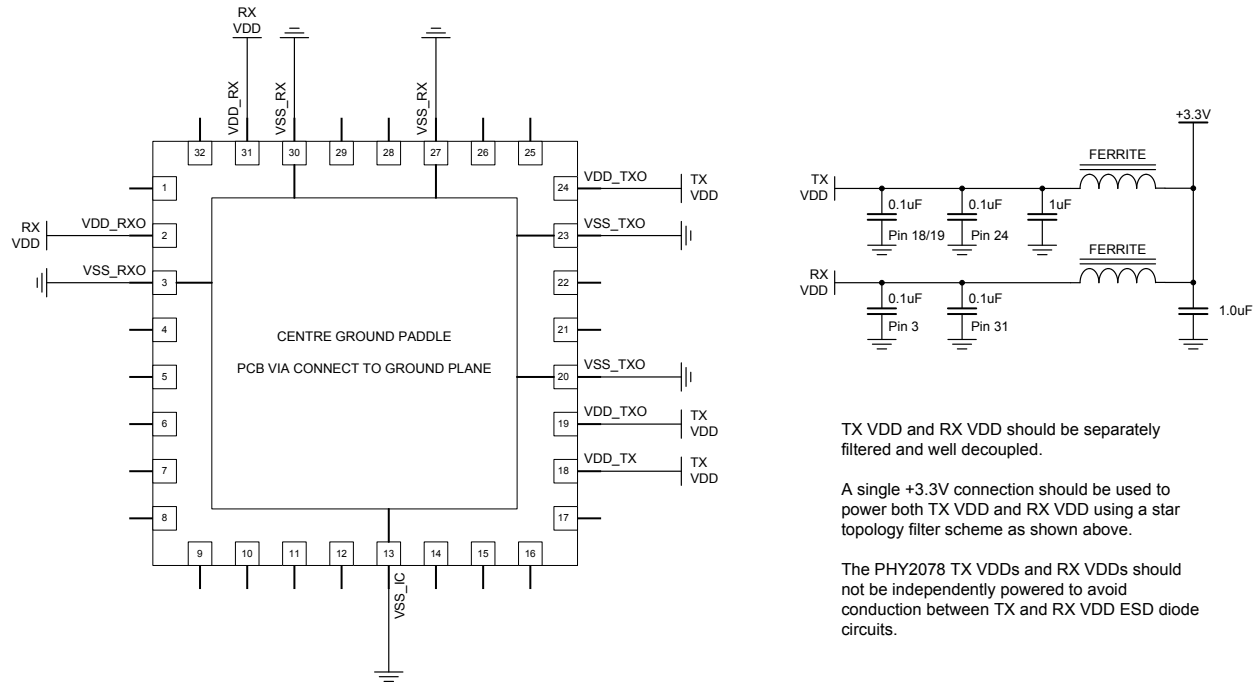 RX
VDD
VDD_RX
VSS_RX
VSS_RX
32
31
30
29
28
27
26
25
1
2
3
4
5
6
7
8
RX
VDD
VDD_RXO
VSS_RXO
CENTRE GROUND PADDLE
PCB VIA CONNECT TO GROUND PLANE
24
23
22
21
20
19
18
17
VDD_TXO
TX
VDD
VSS_TXO
VSS_TXO
VDD_TXO
TX
VDD
VDD_TX
TX
VDD
9
10
11
12
13
14
15
16
VSS_IC
+3.3V
FERRITE
TX
VDD
0.1uF
Pin 18/19
0.1uF
Pin 24
1uF
FERRITE
RX
VDD
0.1uF
Pin 3
0.1uF
Pin 31
1.0uF
TX VDD and RX VDD should be separately
filtered and well decoupled.
A single +3.3V connection should be used to
power both TX VDD and RX VDD using a star
topology filter scheme as shown above.
The PHY2078 TX VDDs and RX VDDs should
not be independently powered to avoid
conduction between TX and RX VDD ESD diode
circuits.